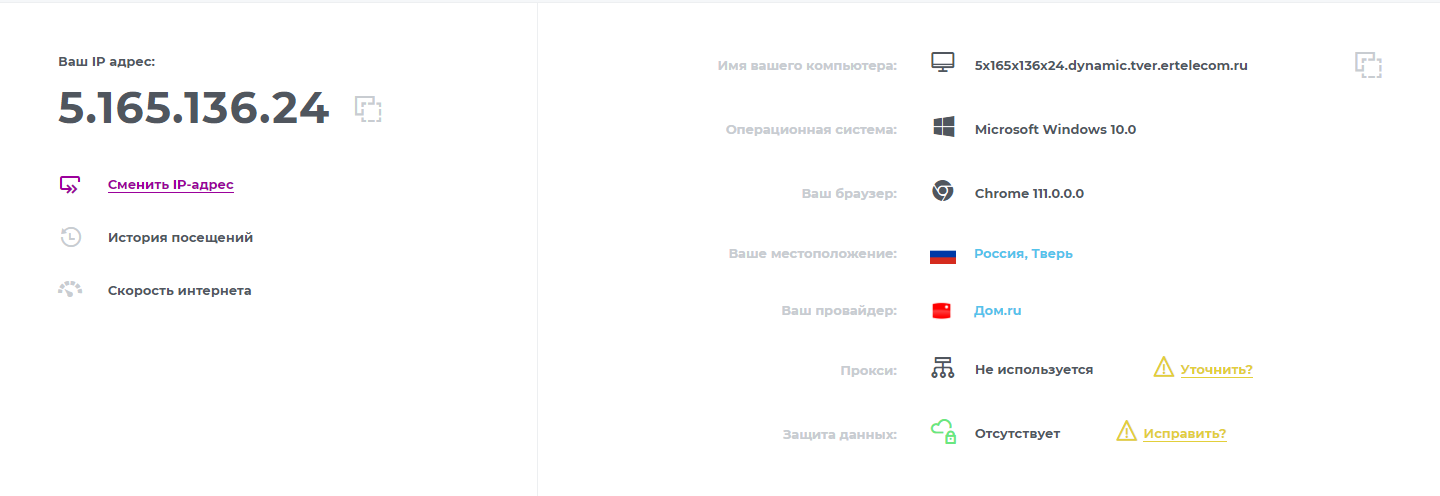 Ваш IP адрес:
5.165.136.24
Сменить IP-адрес
История посещений
Скорость интернета
Имя вашего компьютера: 5x165x136x24.dynamic.tver.ertelecom.ru
Операционная система: Microsoft Windows 10.0
Ваш браузер: Chrome 111.0.0.0
Ваше местоположение: Россия, Тверь
Ваш провайдер: Дом.ru
Прокси: Не используется Уточнить?
Защита данных: Отсутствует Исправить?